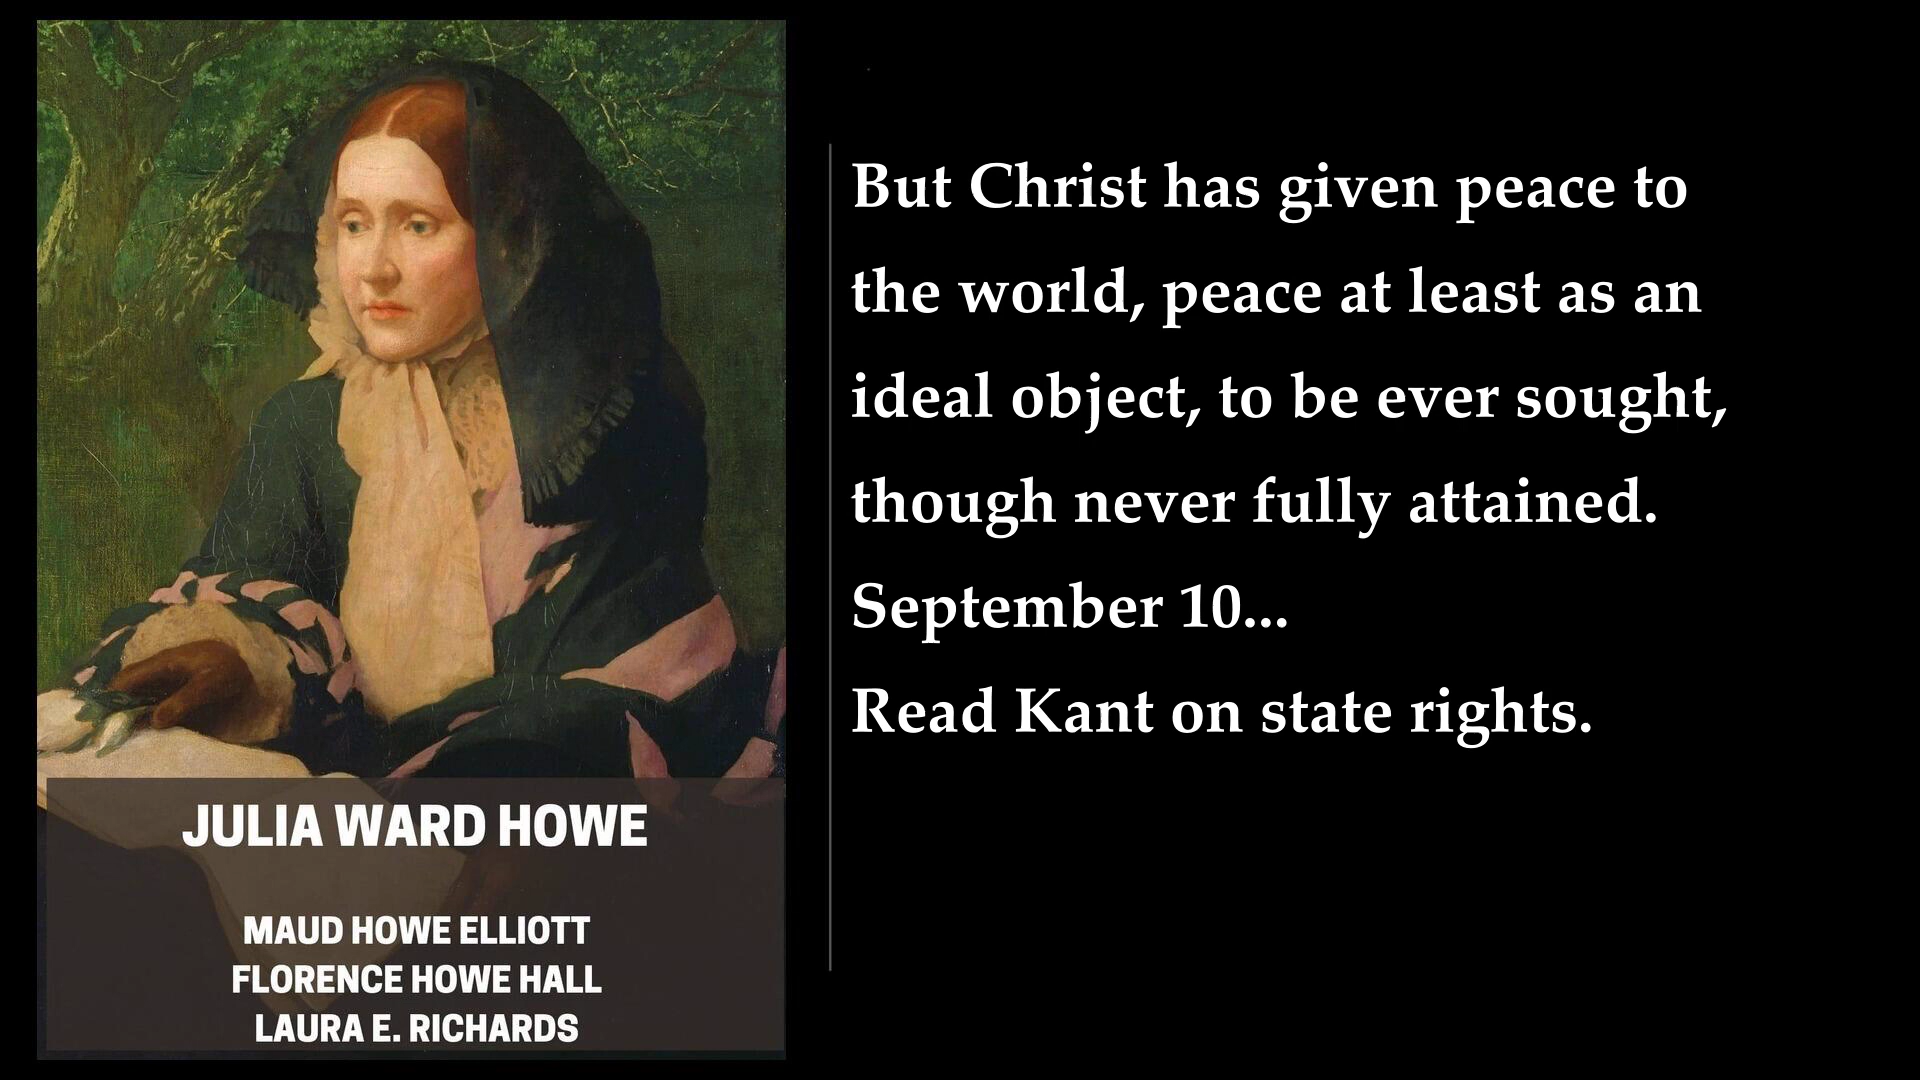 JULIA WARD HOWE
MAUD HOWE ELLIOTT
FLORENCE HOWE HALL
LAURA E. RICHARDS
But Christ has given peace to
the world, peace at least as an
ideal object, to be ever sought,
though never fully attained.
September 10...
Read Kant on state rights.